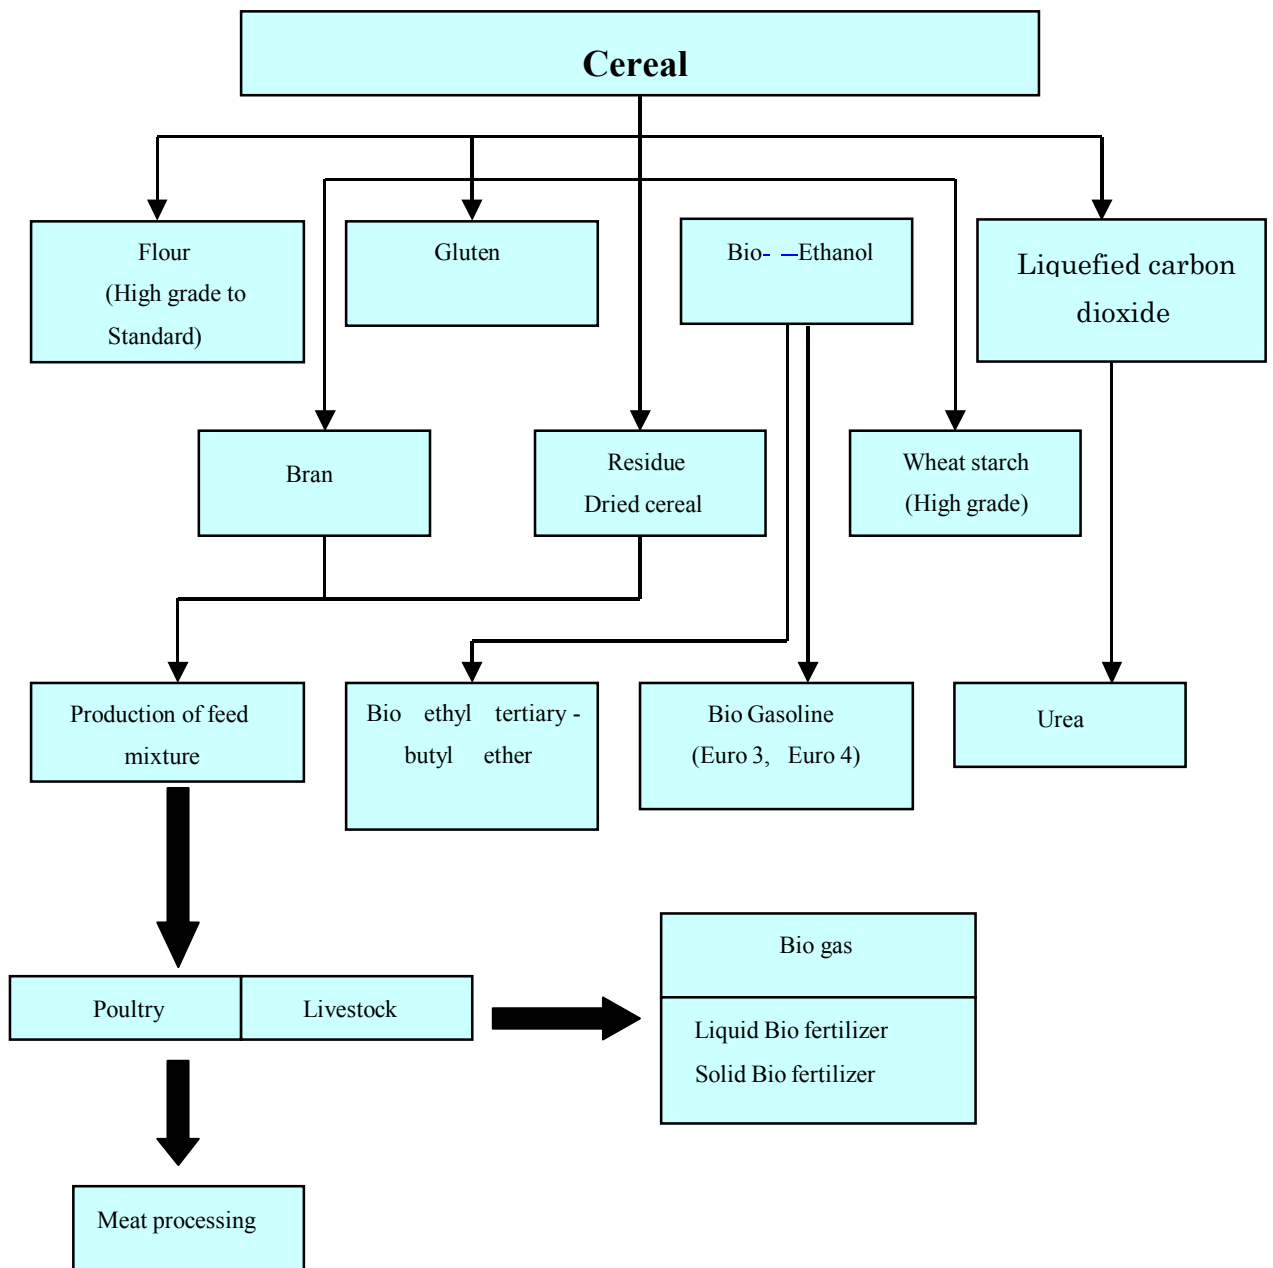 Cereal
Flour
(High grade to
Standard)
Gluten
Bio- —Ethanol
Liquefied carbon
dioxide
Bran
Residue
Dried cereal
Wheat starch
(High grade)
Production of feed
mixture
Bio ethyl tertiary -
butyl ether
Bio Gasoline
(Euro 3, Euro 4)
Urea
Poultry
Livestock
Bio gas
Liquid Bio fertilizer
Solid Bio fertilizer
Meat processing